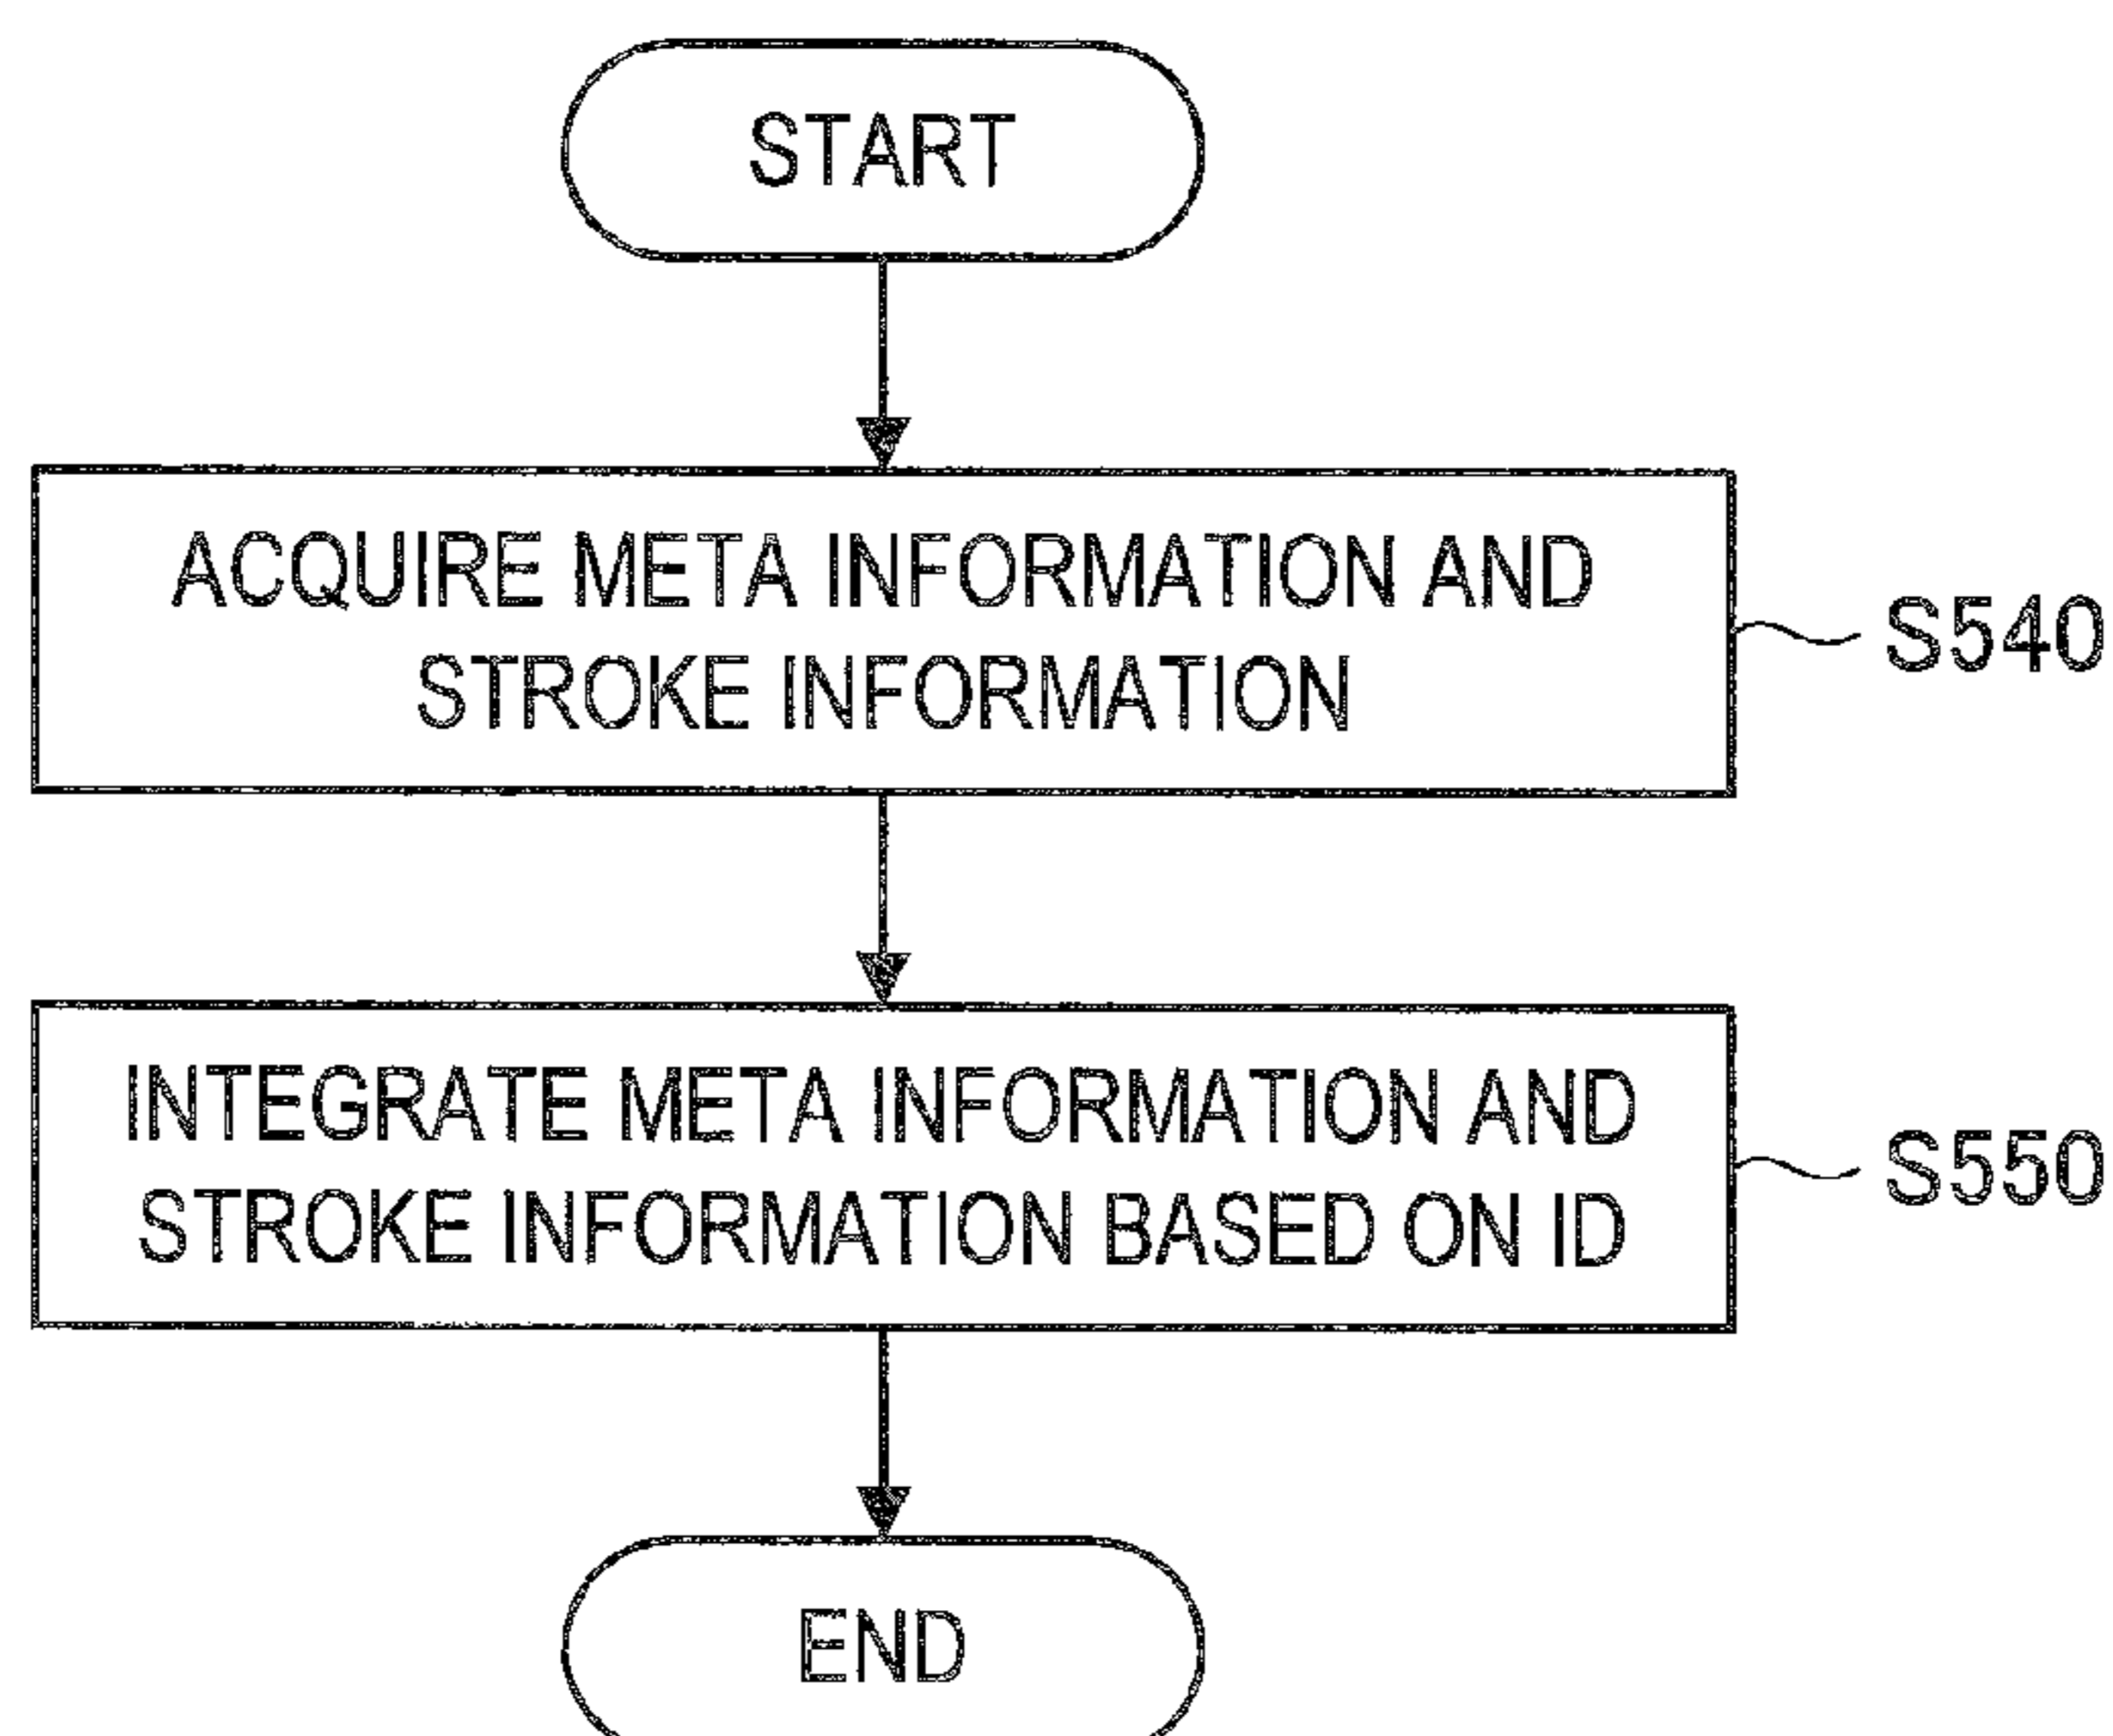 START
ACQUIRE META INFORMATION AND
STROKE INFORMATION
S540
INTEGRATE META INFORMATION AND
STROKE INFORMATION BASED ON ID
S550
END